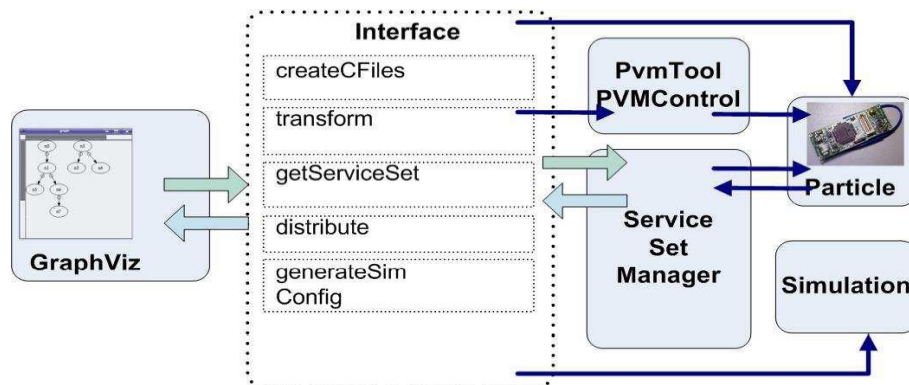 Interface
createCFiles
transform
getServiceSet
distribute
generateSim
Config
GraphViz
PvmTool
PVMControl
Service
Set
Manager
Particle
Simulation